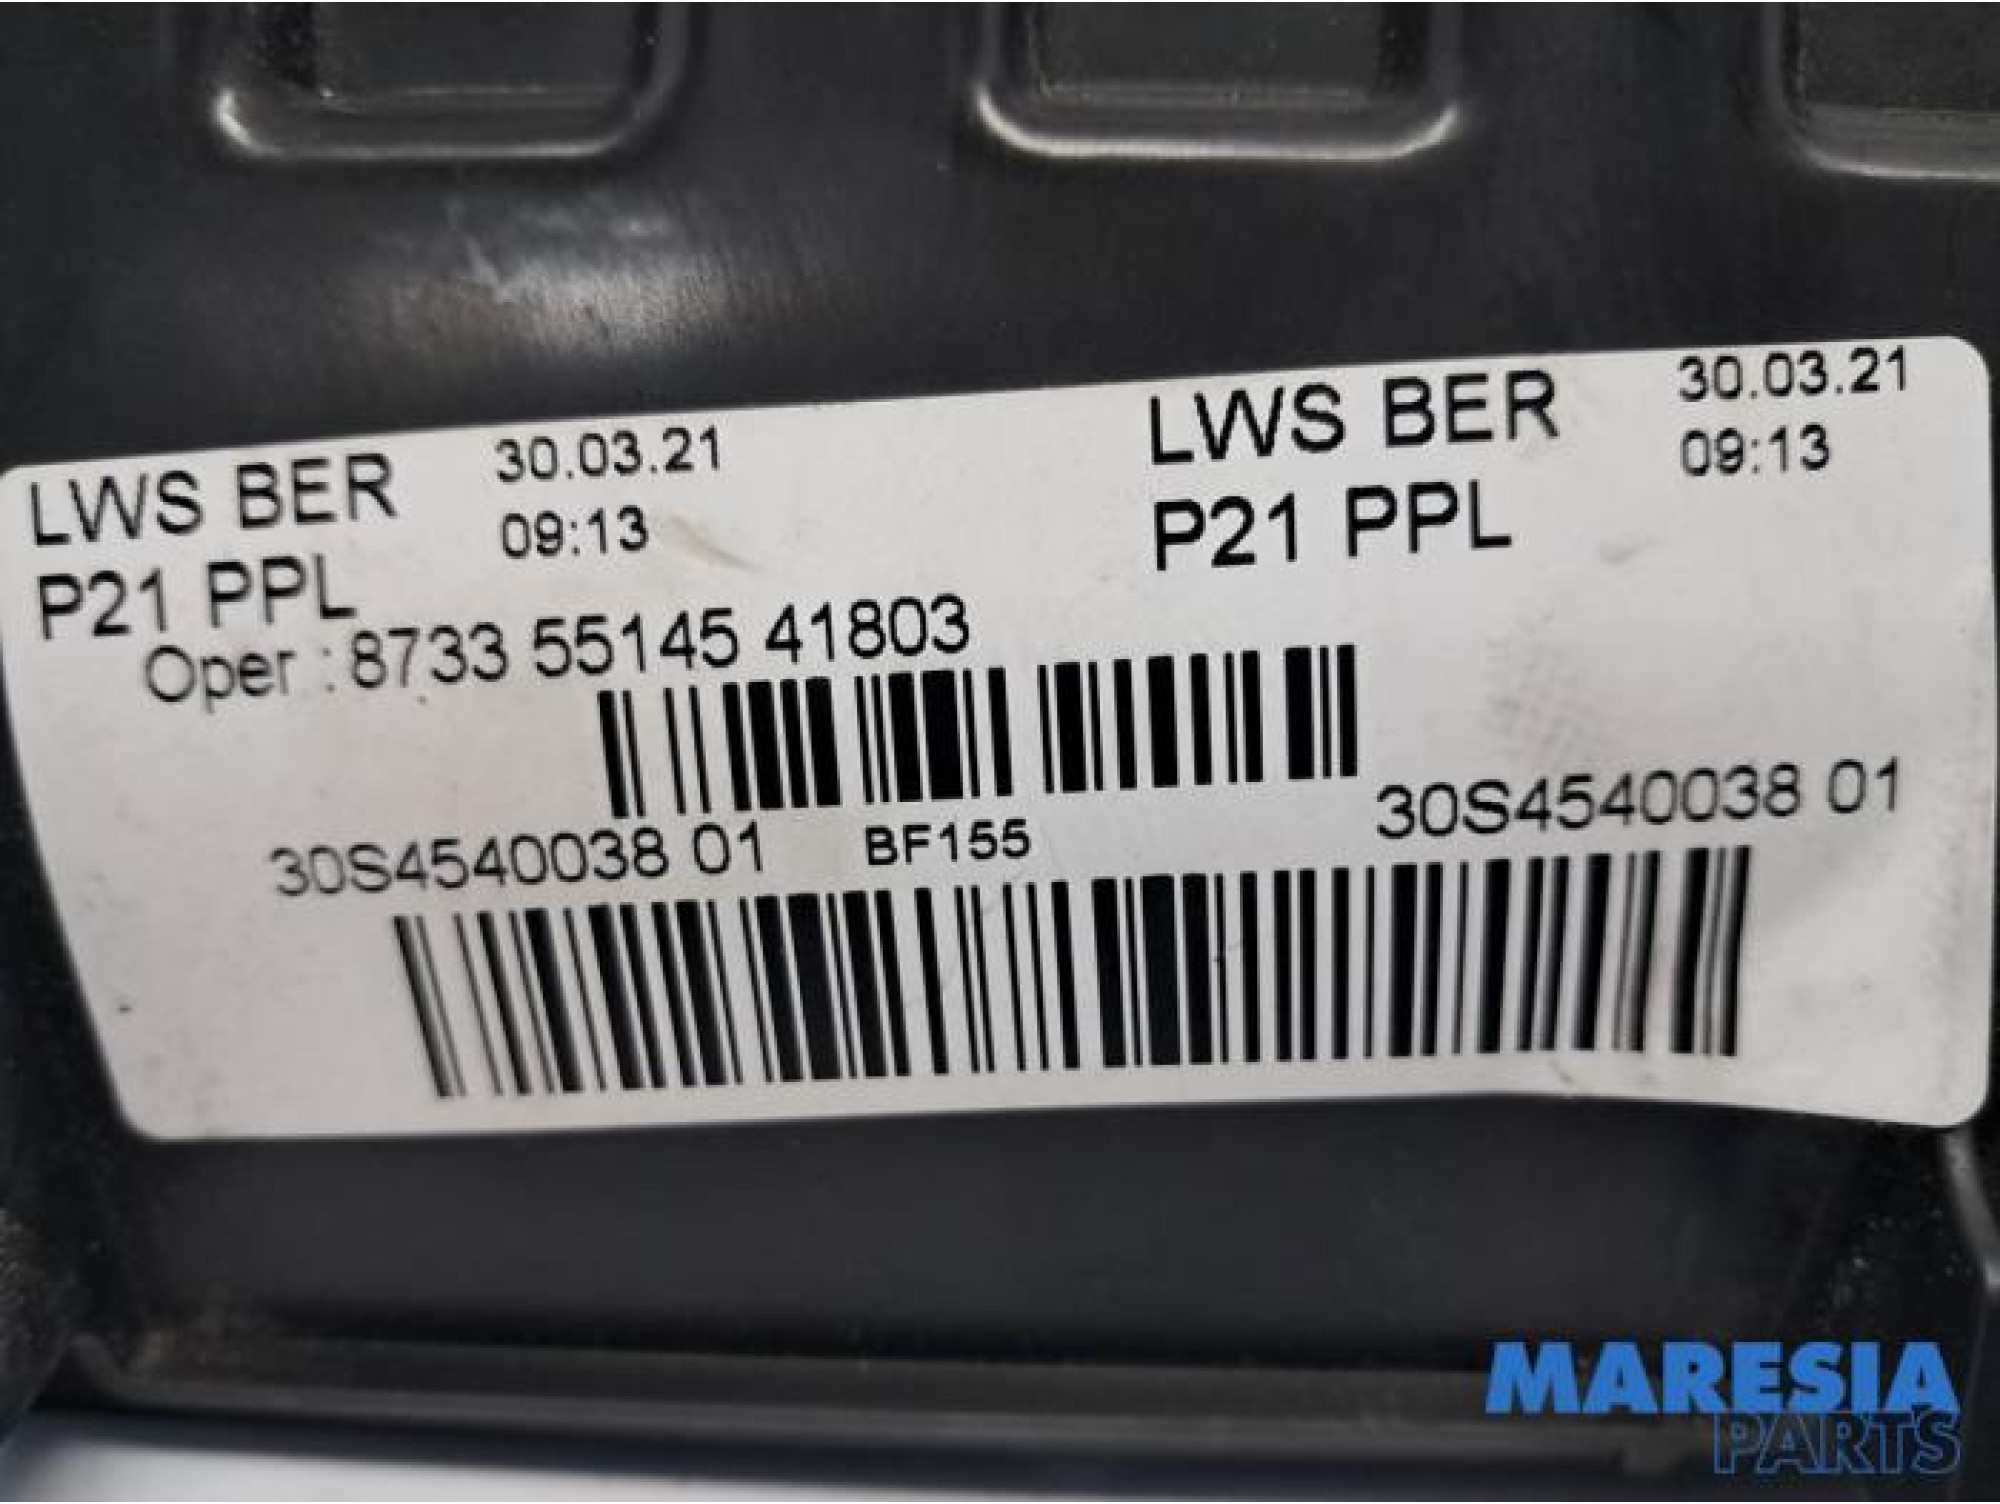 LWS BER 30.03.21 LWS BER 30.03.21
09:13 09:13
P21 PPL P21 PPL
Oper : 8733 55145 41803
30S4540038 01 BF155 30S4540038 01
MARESIA
PARTS